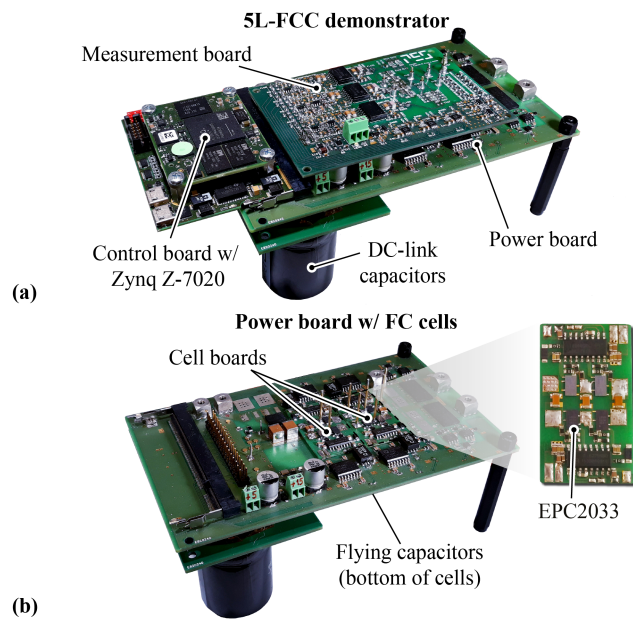 5L-FCC demonstrator
Measurement board
Control board w/
Zynq Z-7020
DC-link
capacitors
Power board
(a)
Power board w/ FC cells
Cell boards
EPC2033
Flying capacitors
(bottom of cells)
(b)